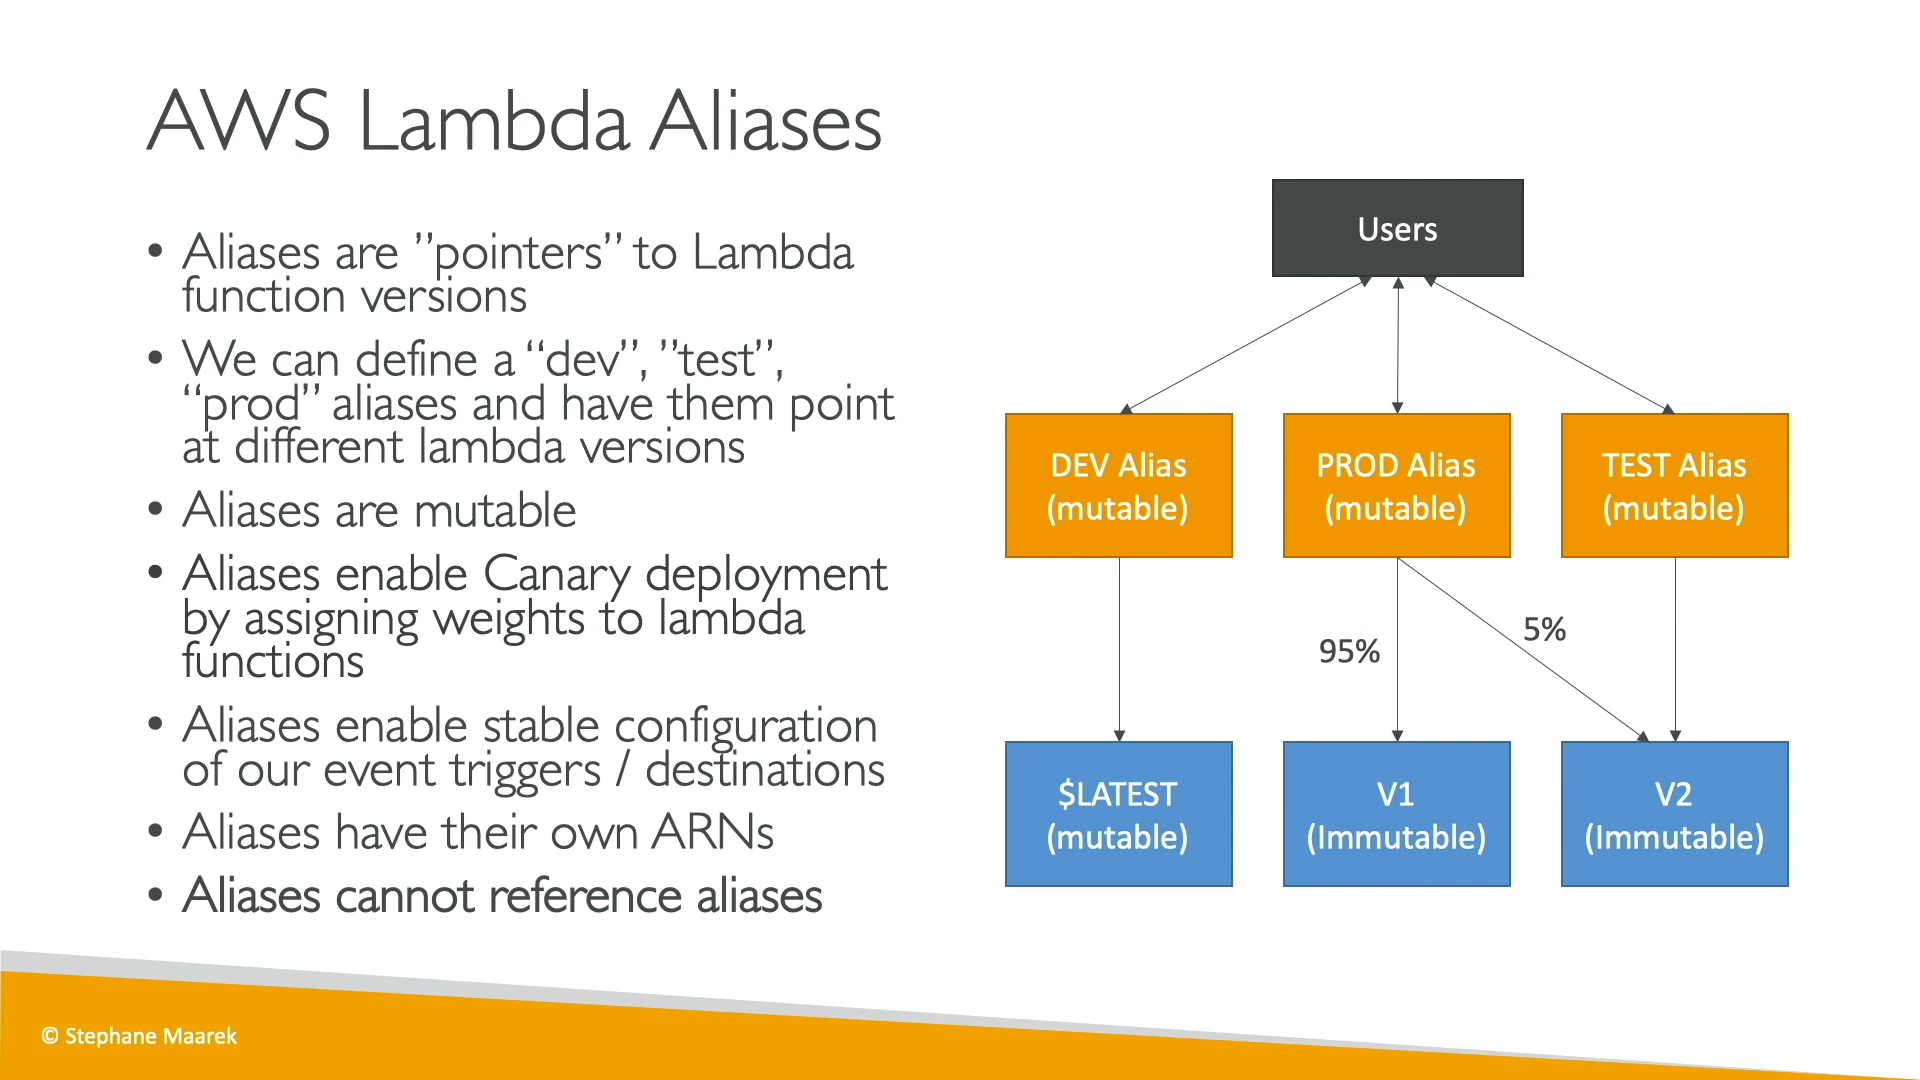 AWS Lambda Aliases
• Aliases are ”pointers” to Lambda
function versions
• We can define a “dev”, ”test”,
“prod” aliases and have them point
at different lambda versions
• Aliases are mutable
• Aliases enable Canary deployment
by assigning weights to lambda
functions
• Aliases enable stable configuration
of our event triggers / destinations
• Aliases have their own ARNs
• Aliases cannot reference aliases
Users
DEV Alias
(mutable)
PROD Alias
(mutable)
TEST Alias
(mutable)
95%
5%
$LATEST
(mutable)
V1
(Immutable)
V2
(Immutable)
© Stephane Maarek